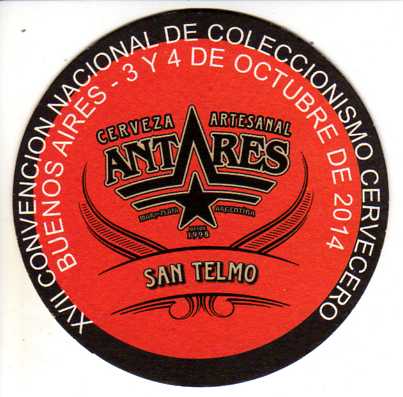 XVII CONVENCION NACIONAL DE COLECCIONISMO CERVECERO
BUENOS AIRES - 3 Y 4 DE OCTUBRE DE 2014
CERVEZA ARTESANAL
ANTARES
MAR DEL PLATA ARGENTINA
DESDE
1998
SAN TELMO